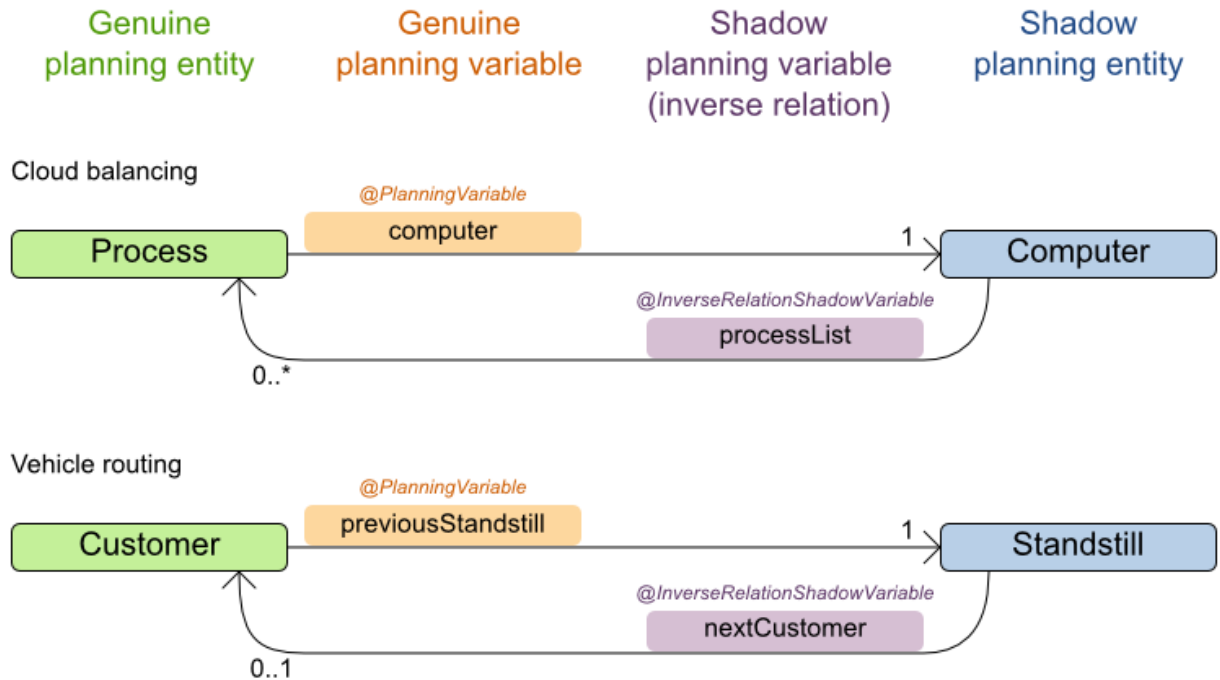 Genuine
planning entity
Genuine
planning variable
Shadow
planning variable
(inverse relation)
Shadow
planning entity
Cloud balancing
@PlanningVariable
computer
Process
1
Computer
@InverseRelationShadowVariable
processList
0..*
Vehicle routing
@PlanningVariable
previousStandstill
Customer
1
Standstill
@InverseRelationShadowVariable
nextCustomer
0..1